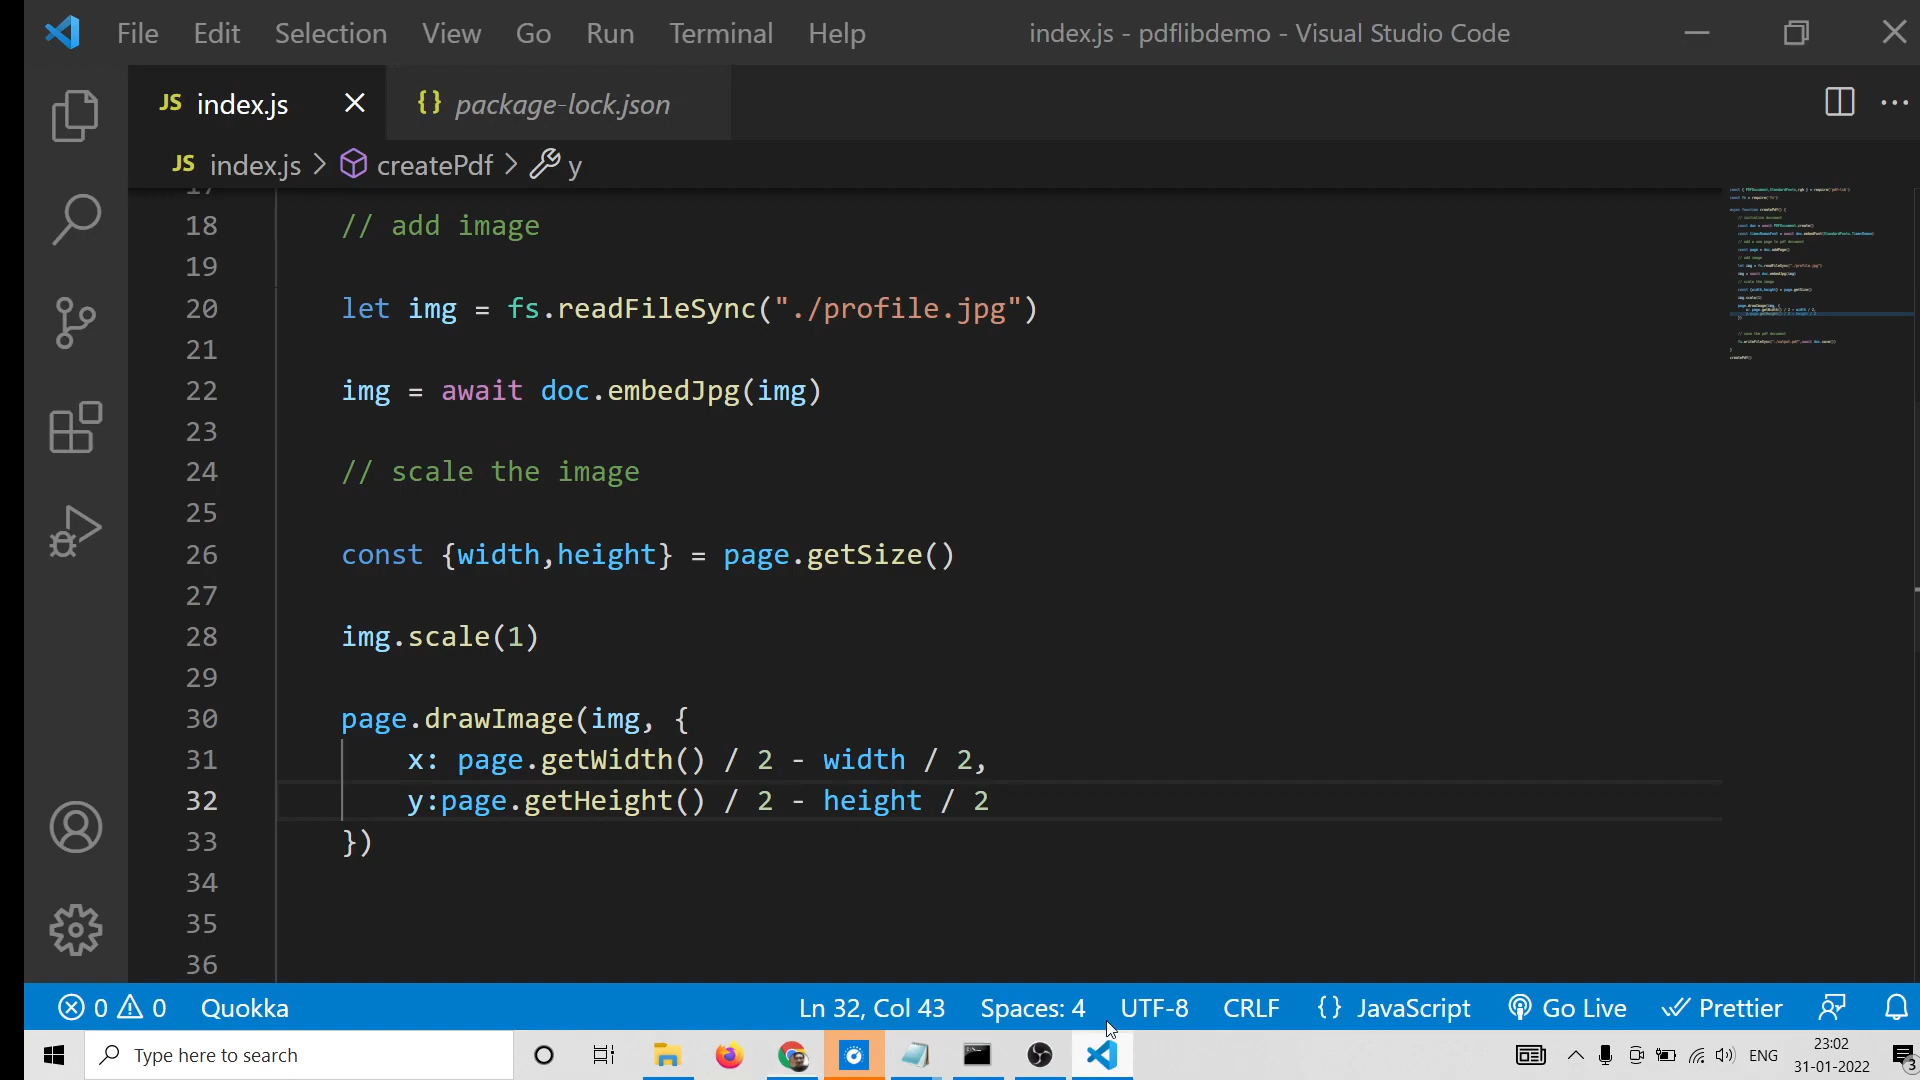 File Edit Selection View Go Run Terminal Help index.js - pdflibdemo - Visual Studio Code
JS index.js {} package-lock.json
JS index.js > createPdf > y
17
18 // add image
19
20 let img = fs.readFileSync("./profile.jpg")
21
22 img = await doc.embedJpg(img)
23
24 // scale the image
25
26 const {width,height} = page.getSize()
27
28 img.scale(1)
29
30 page.drawImage(img, {
31 x: page.getWidth() / 2 - width / 2,
32 y:page.getHeight() / 2 - height / 2
33 })
34
35
36
0 0 Quokka Ln 32, Col 43 Spaces: 4 UTF-8 CRLF {} JavaScript Go Live Prettier
Type here to search ENG 23:02
31-01-2022 3